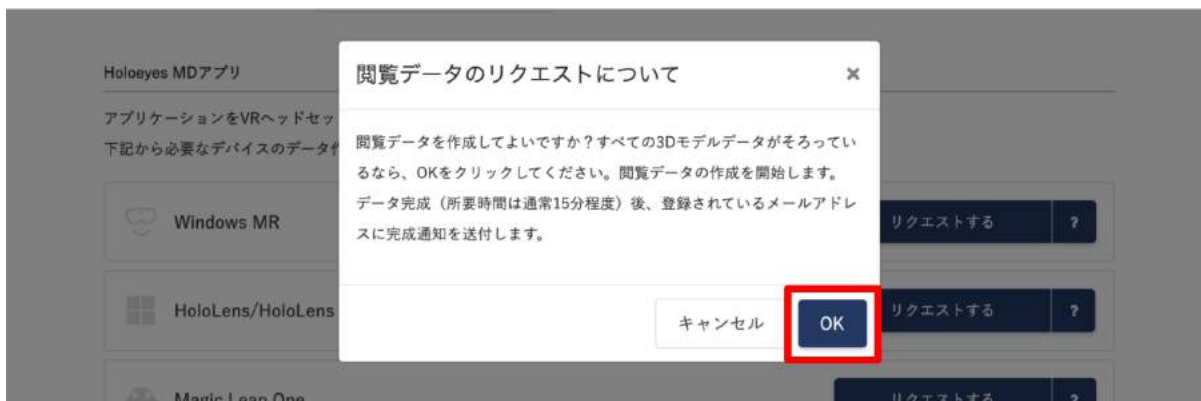 Holoeyes MDアプリ
アプリケーションをVRヘッドセッ
下記から必要なデバイスのデータ
閲覧データのリクエストについて
×
閲覧データを作成してよいですか？すべての3Dモデルデータがそろってい
るなら、OKをクリックしてください。閲覧データの作成を開始します。
データ完成（所要時間は通常15分程度）後、登録されているメールアドレ
スに完成通知を送付します。
キャンセル
OK
Windows MR
リクエストする
?
HoloLens/HoloLens
リクエストする
?
Magic Leap One
リクエストする
?